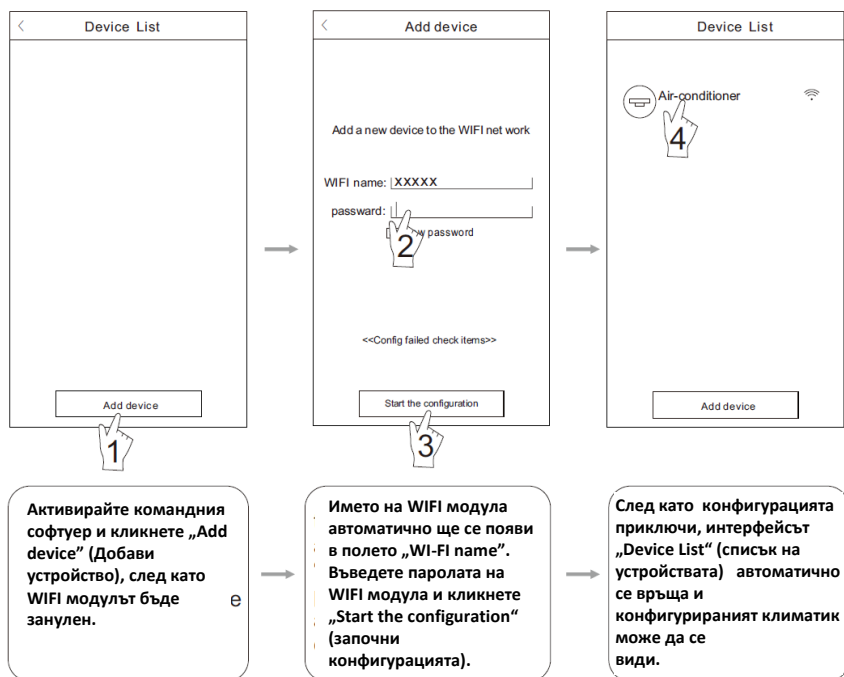 Device List
Add device
1
Add device
Add a new device to the WIFI net work
WIFI name: XXXXX
passward:
2
w password
<<Config failed check items>>
Start the configuration
3
Device List
Air-conditioner
4
Add device
Активирайте командния
софтуер и кликнете „Add
device” (Добави
устройство), след като
WIFI модулът бъде
занулен.
e
Името на WIFI модула
автоматично ще се появи
в полето „WI-FI name”.
Въведете паролата на
WIFI модула и кликнете
„Start the configuration“
(започни
конфигурацията).
След като конфигурацията
приключи, интерфейсът
„Device List“ (списък на
устройствата) автоматично
се връща и
конфигурираният климатик
може да се
види.